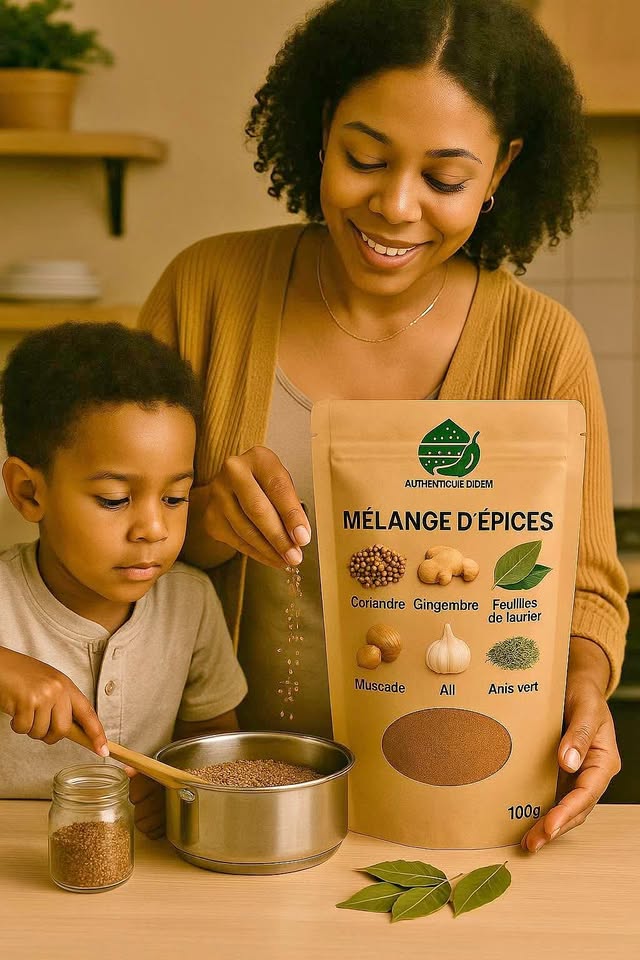 AUTHENTICUIE DIDEM
MÉLANGE D'ÉPICES
Coriandre
Gingembre
Feullles
de laurier
Muscade
All
Anis vert
100g